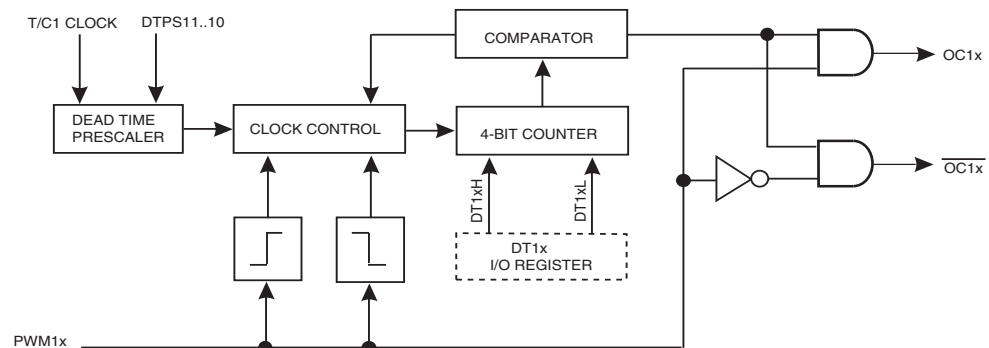 T/C1 CLOCK
DTPS11..10
COMPARATOR
OC1x
DEAD TIME
PRESCALER
CLOCK CONTROL
4-BIT COUNTER
OC1x
DT1xH
DT1xL
DT1x
I/O REGISTER
PWM1x